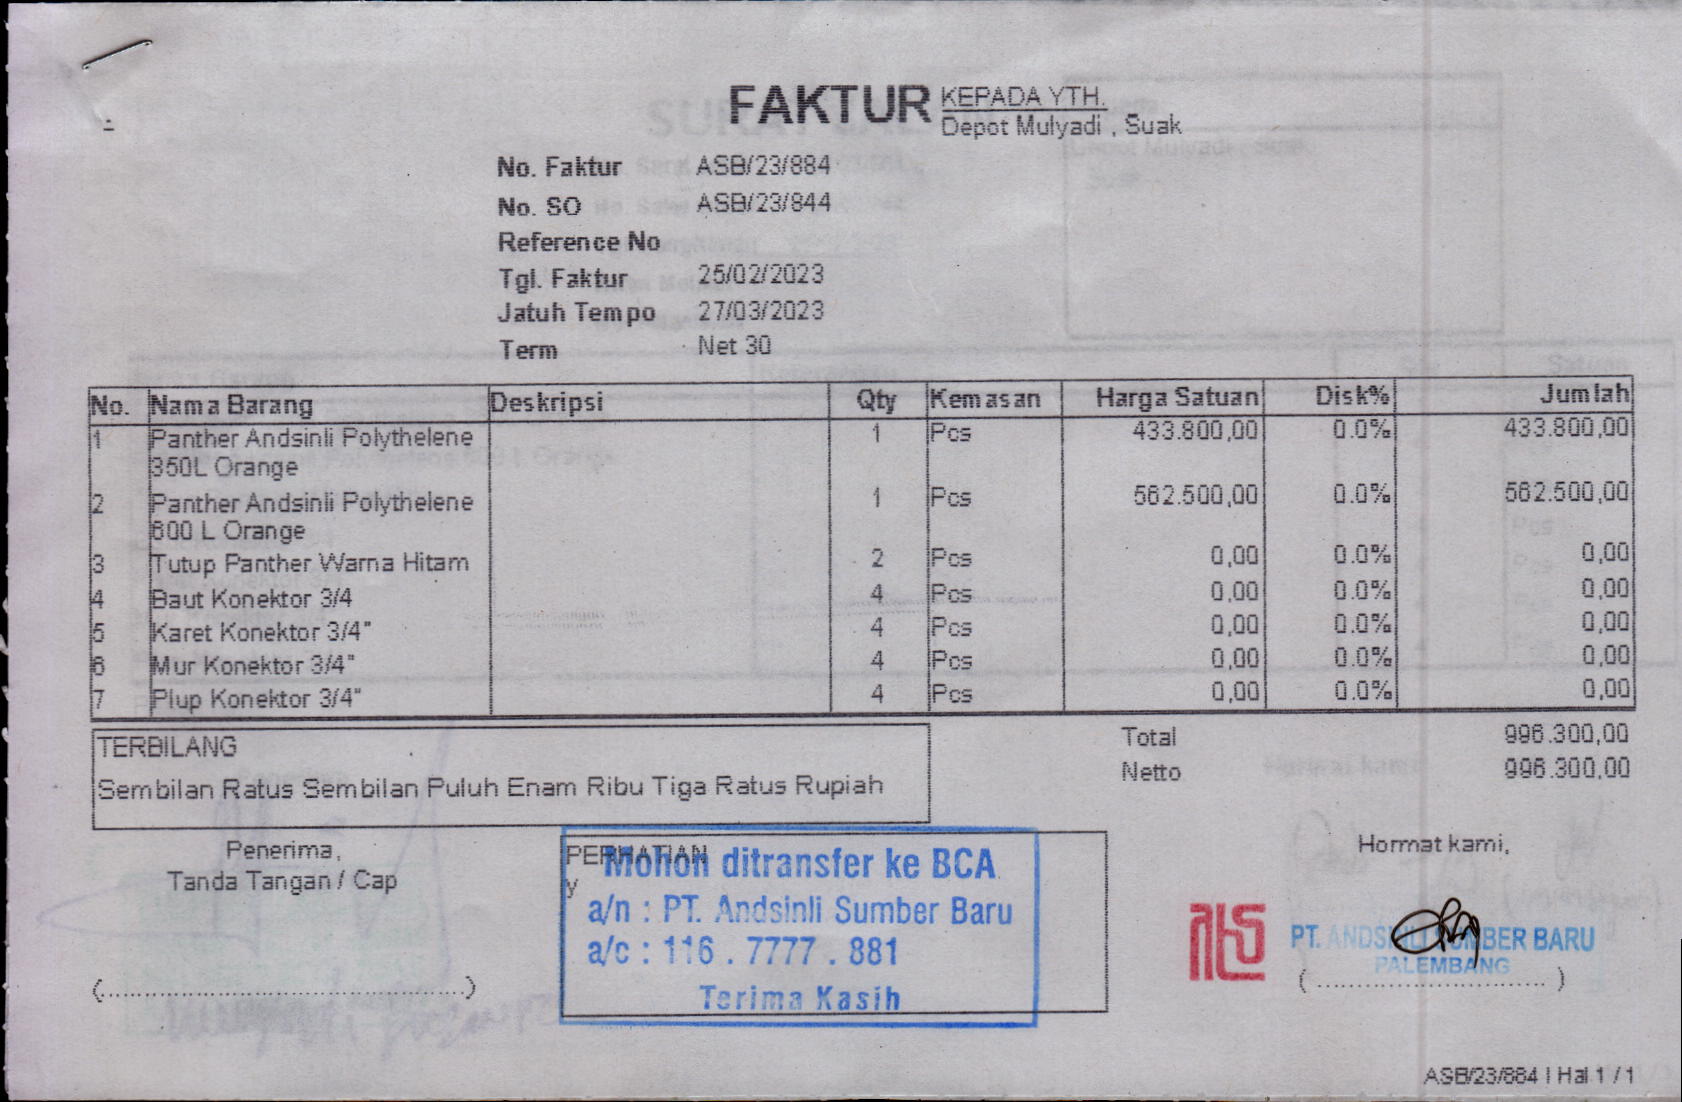 FAKTUR
KEPADA YTH.
Depot Mulyadi , Suak
No. Faktur ASB/23/884
No. SO ASB/23/844
Reference No
Tgl. Faktur 25/02/2023
Jatuh Tempo 27/03/2023
Term Net 30
No. Nama Barang Deskripsi Qty Kemasan Harga Satuan Disk% Jumlah
1 Panther Andsinli Polythelene 1 Pcs 433.800,00 0.0% 433.800,00
350L Orange
2 Panther Andsinli Polythelene 1 Pcs 562.500,00 0.0% 562.500,00
600 L Orange
3 Tutup Panther Warna Hitam 2 Pcs 0,00 0.0% 0,00
4 Baut Konektor 3/4 4 Pcs 0,00 0.0% 0,00
5 Karet Konektor 3/4" 4 Pcs 0,00 0.0% 0,00
6 Mur Konektor 3/4" 4 Pcs 0,00 0.0% 0,00
7 Plup Konektor 3/4" 4 Pcs 0,00 0.0% 0,00
TERBILANG
Sembilan Ratus Sembilan Puluh Enam Ribu Tiga Ratus Rupiah
Total 996.300,00
Netto 996.300,00
Penerima,
Tanda Tangan / Cap
(..........................................)
PERHATIAN
y
Mohon ditransfer ke BCA
a/n : PT. Andsinli Sumber Baru
a/c : 116 . 7777 . 881
Terima Kasih
Hormat kami,
PT. ANDSINLI SUMBER BARU
PALEMBANG
(..............................)
ASB/23/884 | Hal 1 / 1